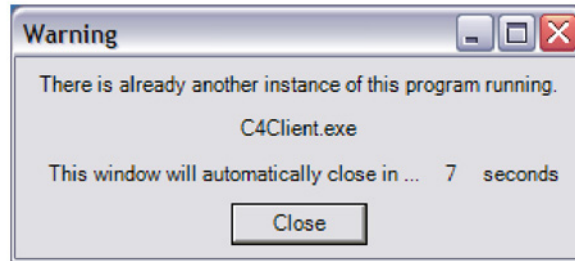 Warning
There is already another instance of this program running.
C4Client.exe
This window will automatically close in ... 7 seconds
Close